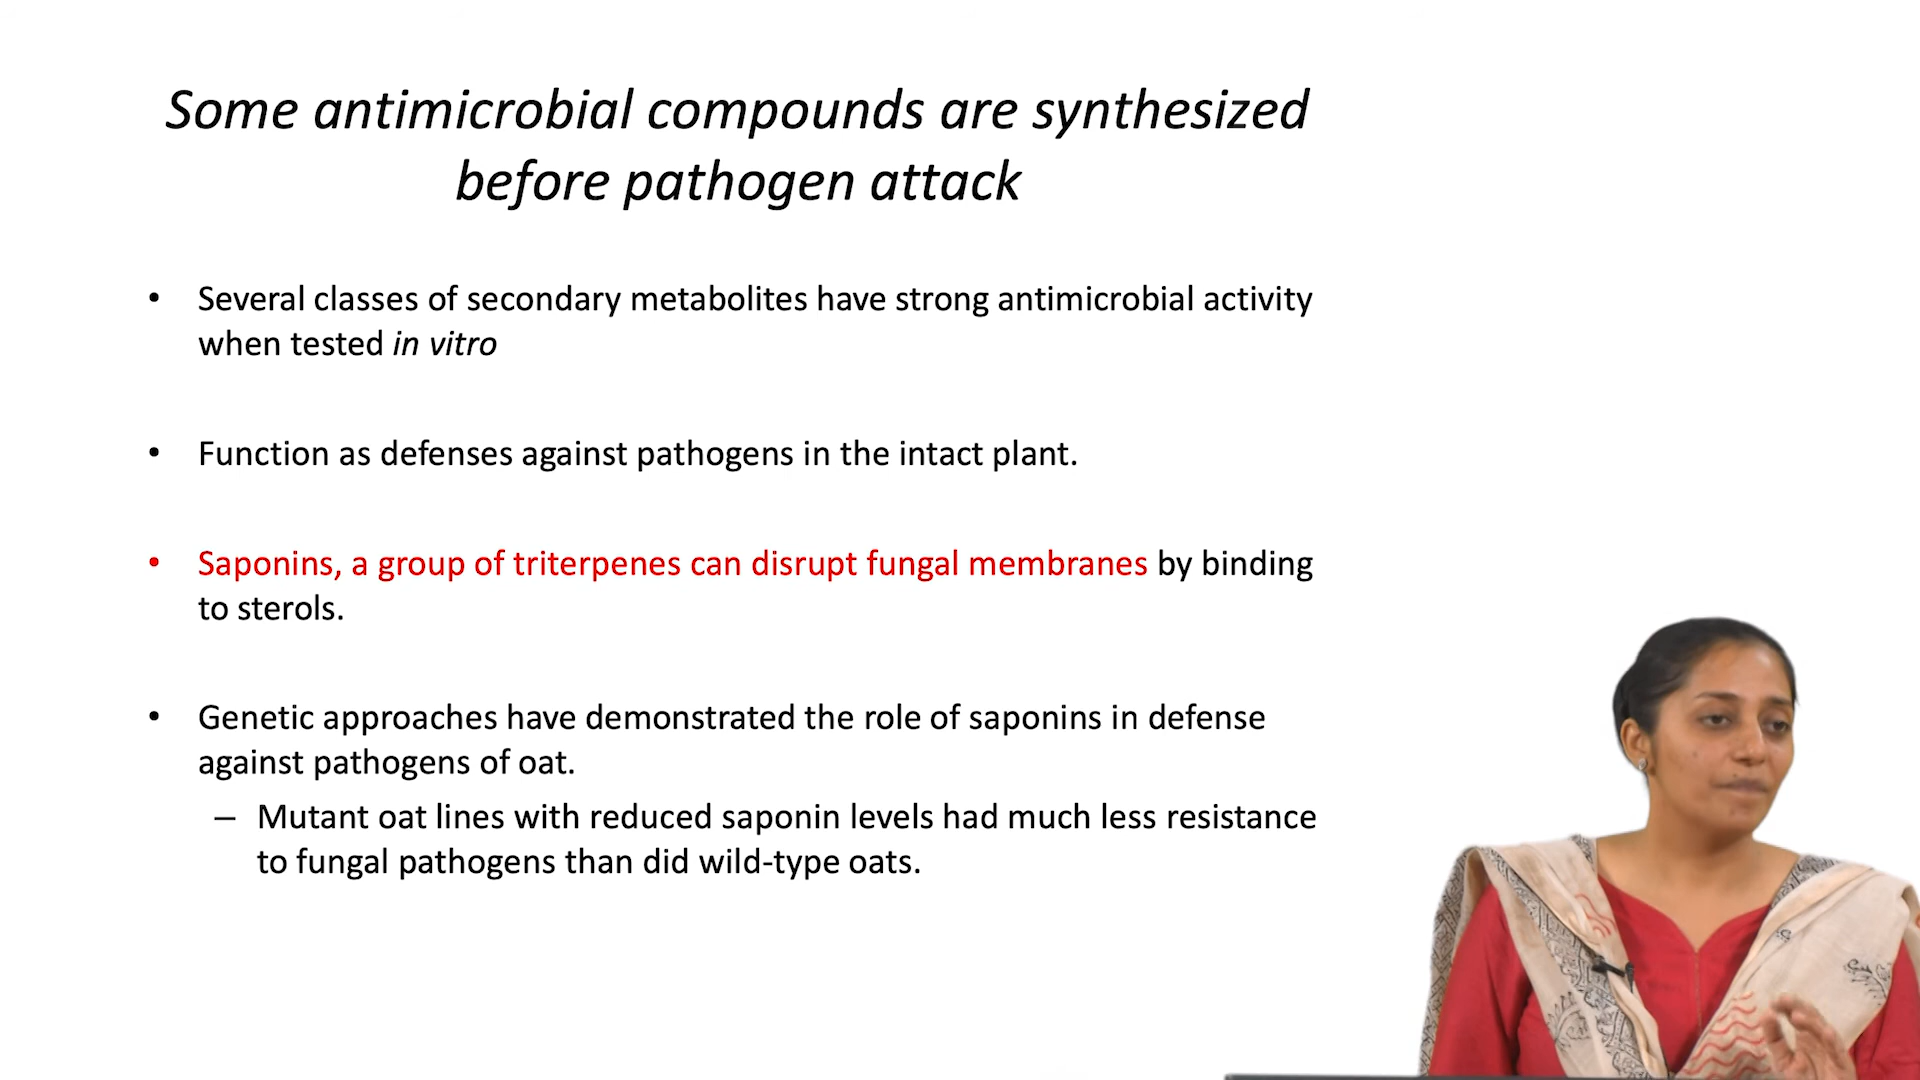 Some antimicrobial compounds are synthesized
before pathogen attack
• Several classes of secondary metabolites have strong antimicrobial activity
when tested in vitro
• Function as defenses against pathogens in the intact plant.
• Saponins, a group of triterpenes can disrupt fungal membranes by binding
to sterols.
• Genetic approaches have demonstrated the role of saponins in defense
against pathogens of oat.
– Mutant oat lines with reduced saponin levels had much less resistance
to fungal pathogens than did wild-type oats.